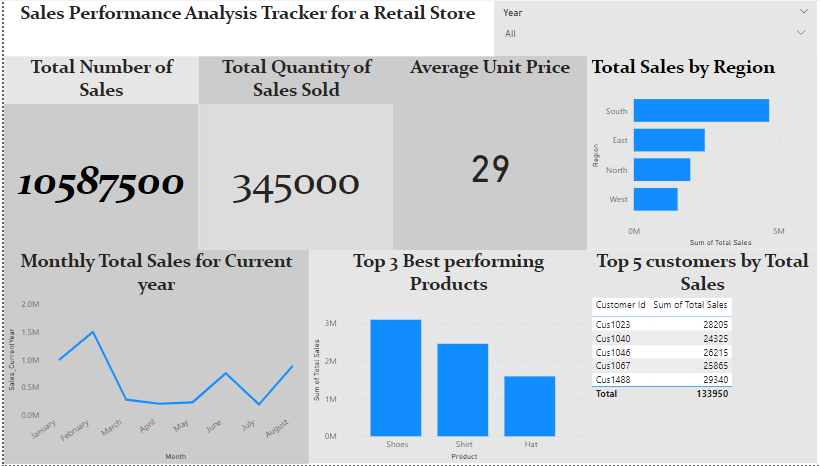 Sales Performance Analysis Tracker for a Retail Store
Year
All
Total Number of
Sales
10587500
Total Quantity of
Sales Sold
345000
Average Unit Price
29
Total Sales by Region
Region
South
East
North
West
0M 5M
Sum of Total Sales
Monthly Total Sales for Current
year
Sales_CurrentYear
2.0M
1.5M
1.0M
0.5M
0.0M
January February March April May June July August
Month
Top 3 Best performing
Products
Sum of Total Sales
3M
2M
1M
0M
Shoes Shirt Hat
Product
Top 5 customers by Total
Sales
Customer Id Sum of Total Sales
Cus1023 28205
Cus1040 24325
Cus1046 26215
Cus1067 25865
Cus1488 29340
Total 133950